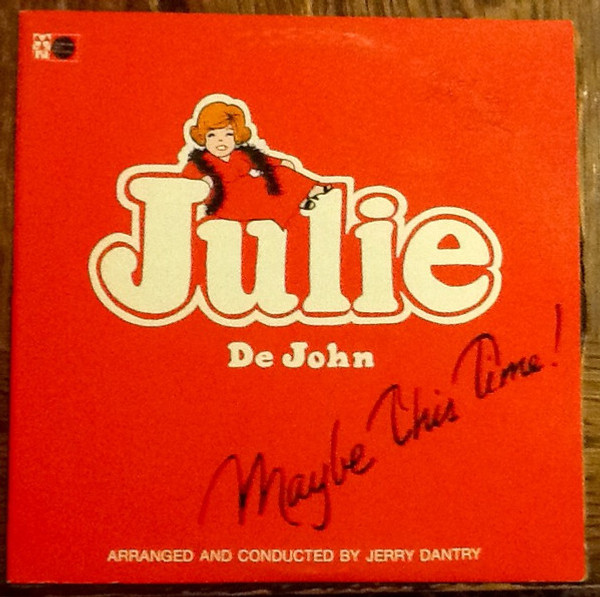 Julie
De John
Maybe This Time!
ARRANGED AND CONDUCTED BY JERRY DANTRY